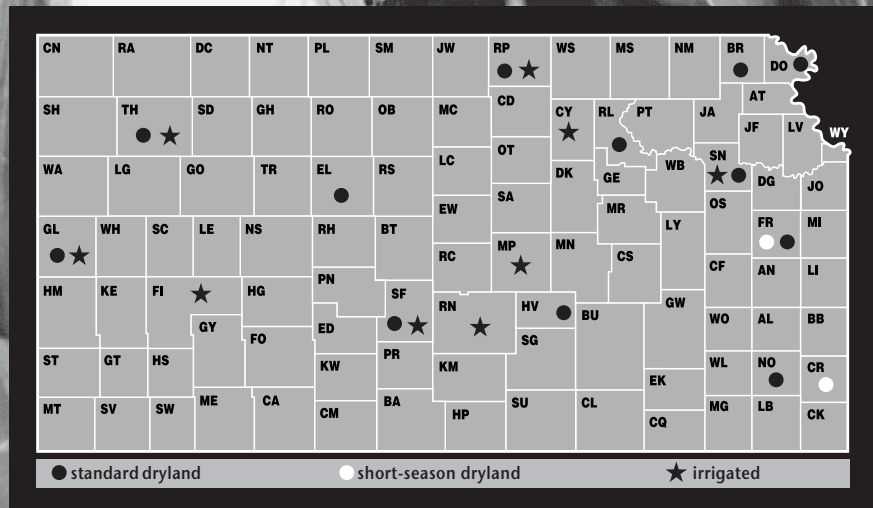 CN RA DC NT PL SM JW RP WS MS NM BR DO
SH TH SD GH RO OB MC CD CY RL PT JA AT
JF LV WY
WA LG GO TR EL RS LC OT DK GE WB SN DG JO
EW SA MR OS
GL WH SC LE NS RH BT RC MP MN CS LY FR MI
HM KE FI HG PN SF RN HV BU GW CF AN LI
GY FO ED SG WO AL BB
ST GT HS KW PR KM EK WL NO CR
MT SV SW ME CA CM BA HP SU CL CQ MG LB CK
standard dryland short-season dryland irrigated